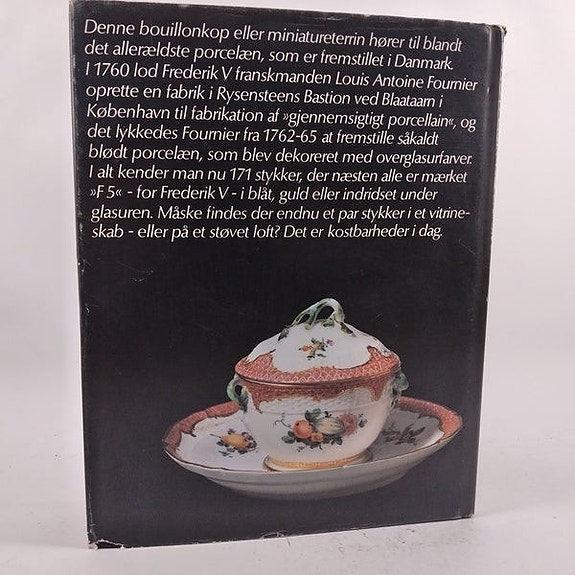 Denne bouillonkop eller miniatureterrin hører til blandt
det allerældste porcelæn, som er fremstillet i Danmark.
I 1760 lod Frederik V franskmanden Louis Antoine Fournier
oprette en fabrik i Rysensteens Bastion ved Blaataarn i
København til fabrikation af »gjennemsigtigt porcellain«, og
det lykkedes Fournier fra 1762-65 at fremstille såkaldt
blødt porcelæn, som blev dekoreret med overglasurfarver.
I alt kender man nu 171 stykker, der næsten alle er mærket
»F 5« - for Frederik V - i blåt, guld eller indridset under
glasuren. Måske findes der endnu et par stykker i et vitrine-
skab - eller på et støvet loft? Det er kostbarheder i dag.